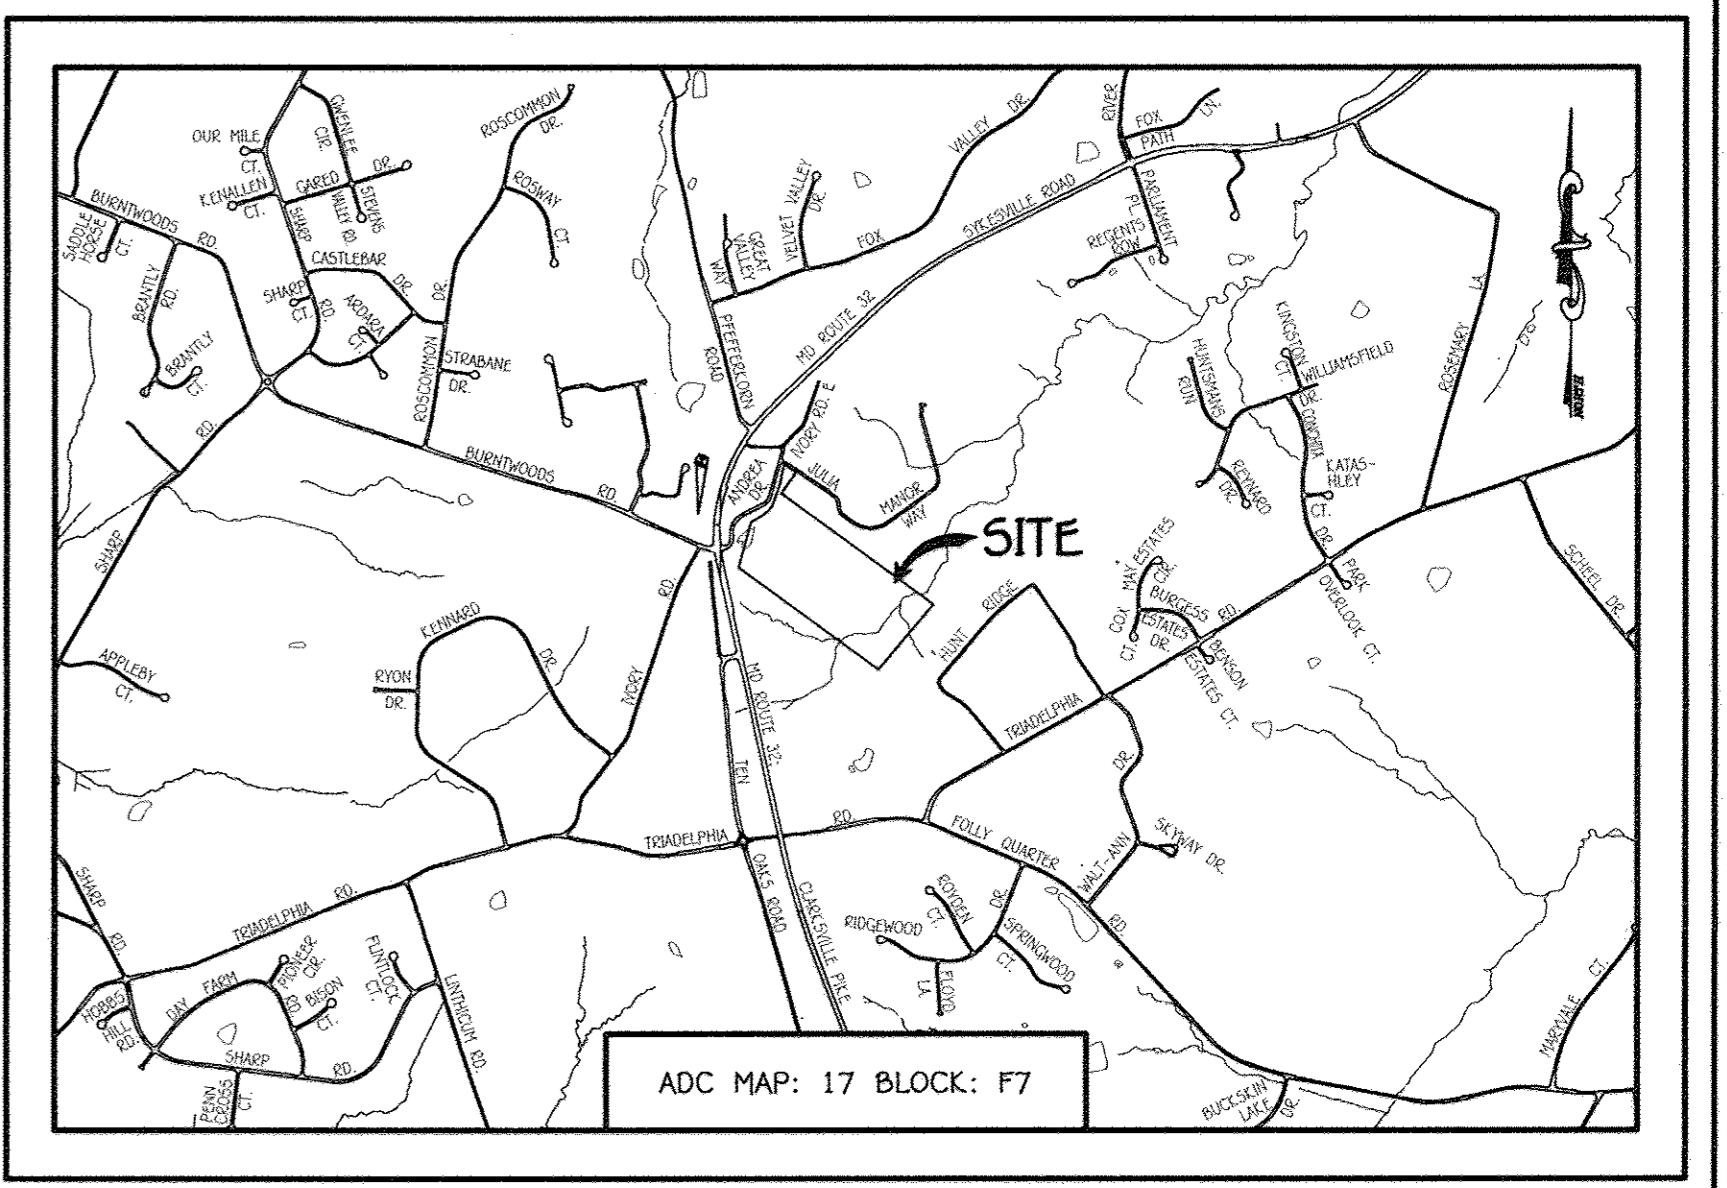 ROSCOMMON
DR.
GWENLEE
CIR.
OUR MILE
CT.
KENALLEN
CT.
GARED
DR.
STEVENS
VALLEY RD.
SHARP
RD.
ROSWAY
CT.
BURNTWOODS
RD.
SADDLE
HORSE
CT.
BRANTLY
RD.
BRANTLY
CT.
CASTLEBAR
DR.
SHARP
CT.
ARDARA
CT.
ROSCOMMON
DR.
STRABANE
DR.
SHARP
RD.
BURNTWOODS
RD.
GREAT
VALLEY
WAY
VELVET VALLEY
DR.
FOX
VALLEY
DR.
RIVER
FOX
LN.
PATH
SYKESVILLE ROAD
MD ROUTE 32
PARLIAMENT
PL.
REGENTS
ROW
PFEFFERKORN
ROAD
IVORY RD. E
ANDREA
DR.
JULIA
MANOR
WAY
SITE
HUNTSMANS
RUN
KINGSTON
CT.
WILLIAMSFIELD
DR.
CONCHITA
DR.
KATAS-
HLEY
CT.
REYNARD
DR.
ROSEMARY
LA.
PARK
OVERLOOK CT.
SCHEEL DR.
COX
CT.
MAY ESTATES
CIR.
BURGESS
ESTATES
DR.
BENSON
ESTATES CT.
HUNT
RIDGE
TRIADELPHIA
RD.
APPLEBY
CT.
KENNARD
DR.
RYON
DR.
IVORY
RD.
MD ROUTE 32:
CLARKSVILLE PIKE
TEN
OAKS ROAD
TRIADELPHIA
RD.
FOLLY QUARTER
RD.
WALT-ANN
DR.
SKYWAY DR.
ROYDEN
CT.
RIDGEWOOD
DR.
FLOYD
LA.
SPRINGWOOD
CT.
SHARP
RD.
TRIADELPHIA
RD.
HOBBS
HILL
RD.
DAY
FARM
RD.
PIONEER
CIR.
BISON
CT.
FLINTLOCK
CT.
LINTHICUM RD.
SHARP
RD.
PENN
CROSS
CT.
MARYVALE
CT.
BUCKSKIN
LAKE
DR.
ADC MAP: 17 BLOCK: F7